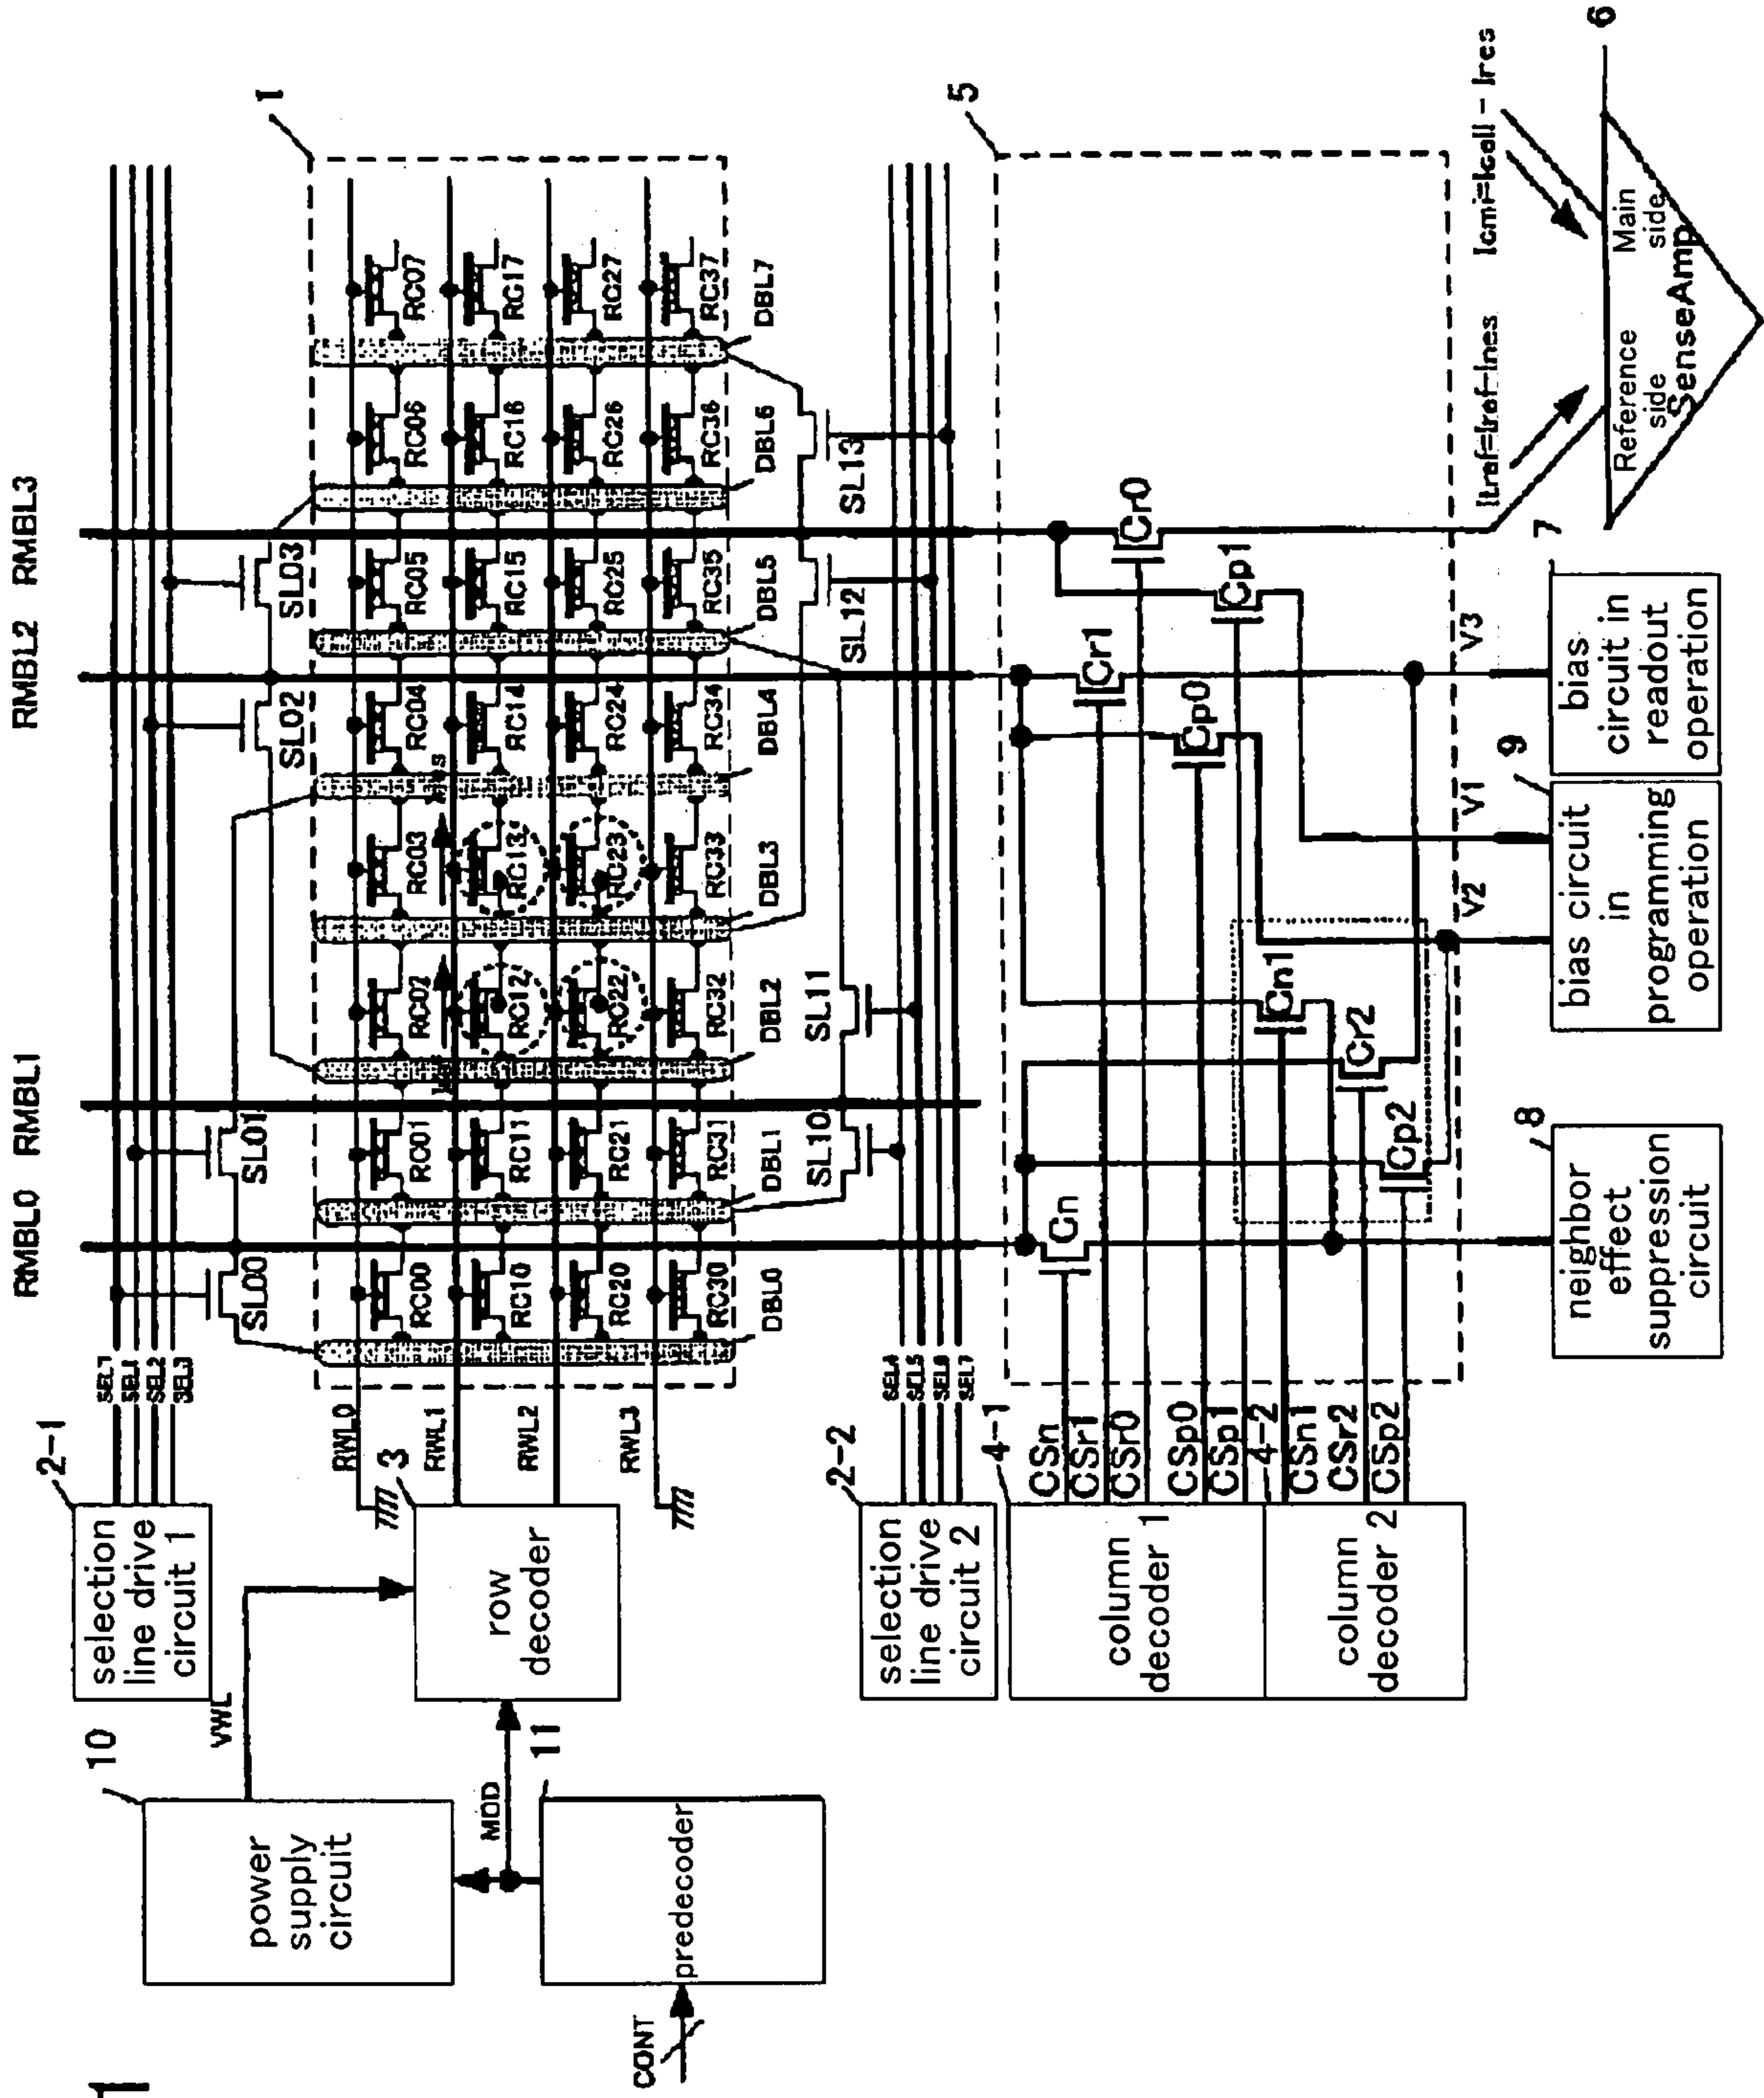 1
RMBL0 RMBL1
RMBL2 RMBL3
10
power
supply
circuit
VWL
2-1
selection
line drive
circuit 1
SEL1
SEL2
SEL3
SL00
SL01
SL02
SL03
1
CONT
predecoder
11
MOD
row
decoder
3
RWL0
RWL1
RWL2
RWL3
RC00
RC01
RC02
RC03
RC04
RC05
RC06
RC07
RC10
RC11
RC12
RC13
RC14
RC15
RC16
RC17
RC20
RC21
RC22
RC23
RC24
RC25
RC26
RC27
RC30
RC31
RC32
RC33
RC34
RC35
RC36
RC37
DBL0
DBL1
DBL2
DBL3
DBL4
DBL5
DBL6
DBL7
SL10
SL11
SL12
SL13
2-2
selection
line drive
circuit 2
SEL4
SEL5
SEL6
SEL7
4-1
column
decoder 1
CSn
CSr1
CSr0
CSp0
CSp1
4-2
column
decoder 2
CSn1
CSr2
CSp2
5
Cn
Cp2
Cr2
Cn1
Cp0
Cr1
Cp1
Cr0
V2
V1
V3
8
neighbor
effect
suppression
circuit
9
bias circuit
in
programming
operation
7
bias
circuit in
readout
operation
6
Reference
side
Main
side
SenseAmp